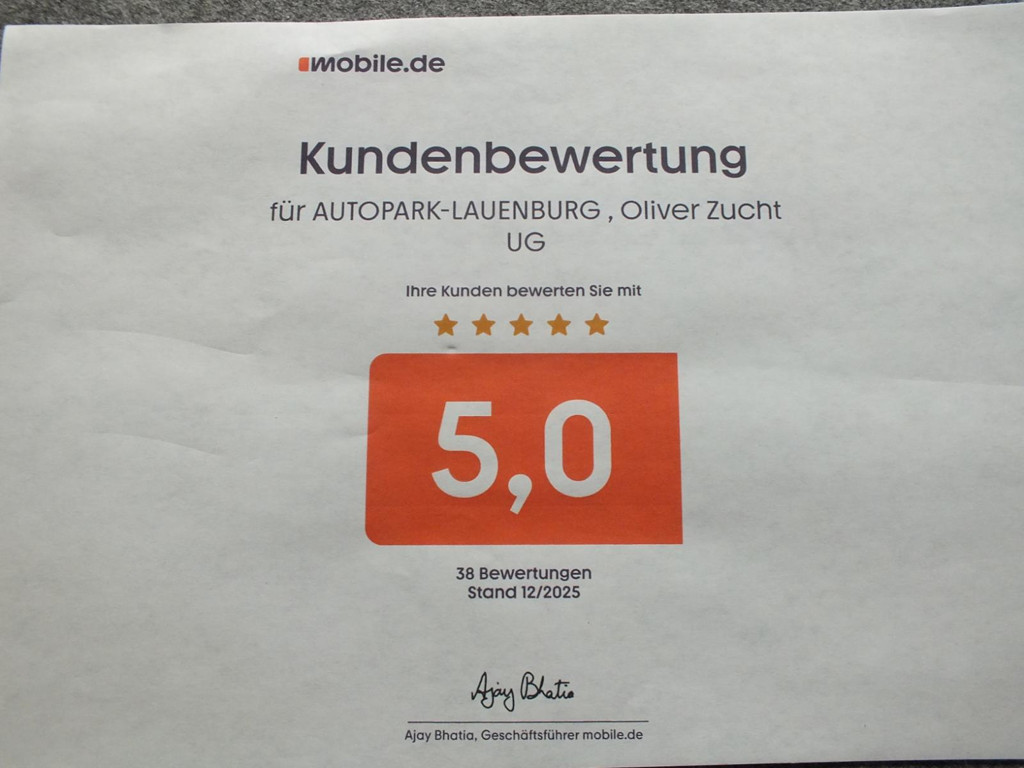 mobile.de
Kundenbewertung
für AUTOPARK-LAUENBURG , Oliver Zucht
UG
Ihre Kunden bewerten Sie mit
5,0
38 Bewertungen
Stand 12/2025
Ajay Bhatia
Ajay Bhatia, Geschäftsführer mobile.de